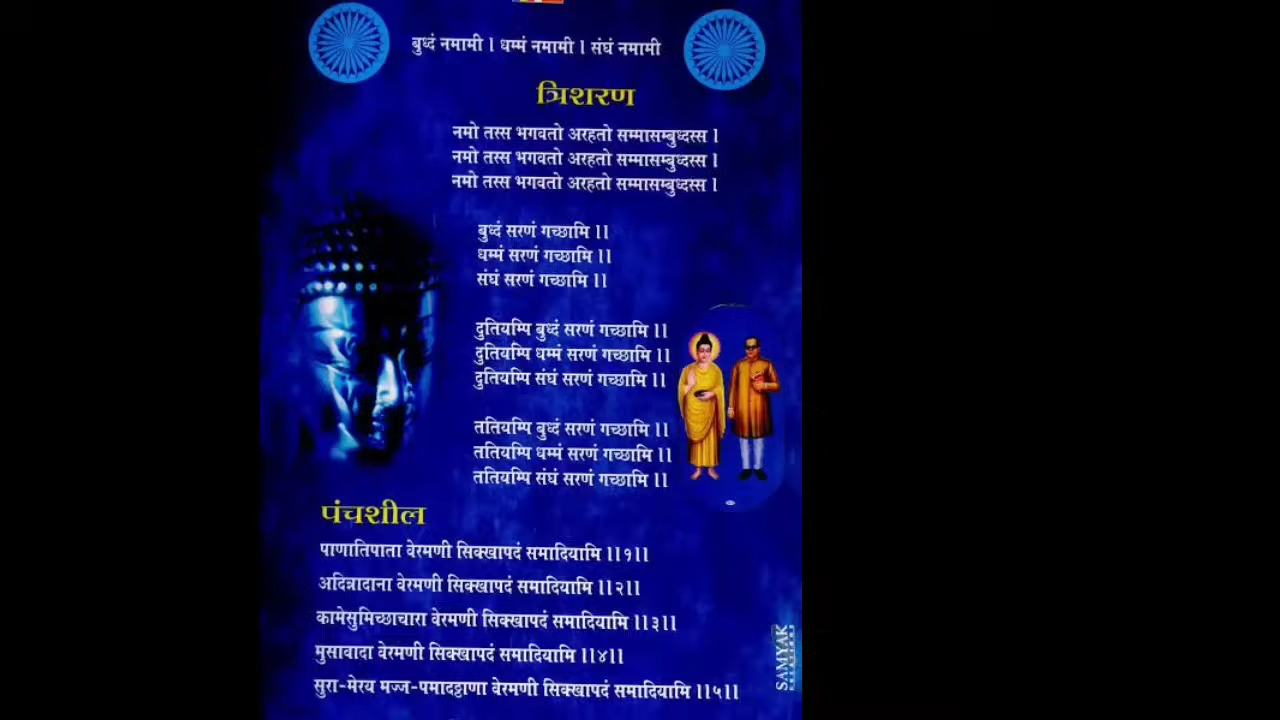 बुध्दं नमामी । धम्मं नमामी । संघं नमामी
त्रिशरण
नमो तस्स भगवतो अरहतो सम्मासम्बुध्दस्स ।
नमो तस्स भगवतो अरहतो सम्मासम्बुध्दस्स ।
नमो तस्स भगवतो अरहतो सम्मासम्बुध्दस्स ।
बुध्दं सरणं गच्छामि ।।
धम्मं सरणं गच्छामि ।।
संघं सरणं गच्छामि ।।
दुतियम्पि बुध्दं सरणं गच्छामि ।।
दुतियम्पि धम्मं सरणं गच्छामि ।।
दुतियम्पि संघं सरणं गच्छामि ।।
ततियम्पि बुध्दं सरणं गच्छामि ।।
ततियम्पि धम्मं सरणं गच्छामि ।।
ततियम्पि संघं सरणं गच्छामि ।।
पंचशील
पाणातिपाता वेरमणी सिक्खापदं समादियामि ।।१।।
अदिन्नादाना वेरमणी सिक्खापदं समादियामि ।।२।।
कामेसुमिच्छाचारा वेरमणी सिक्खापदं समादियामि ।।३।।
मुसावादा वेरमणी सिक्खापदं समादियामि ।।४।।
सुरा-मेरय मज्ज-पमादट्ठाणा वेरमणी सिक्खापदं समादियामि ।।५।।
SAMYAK